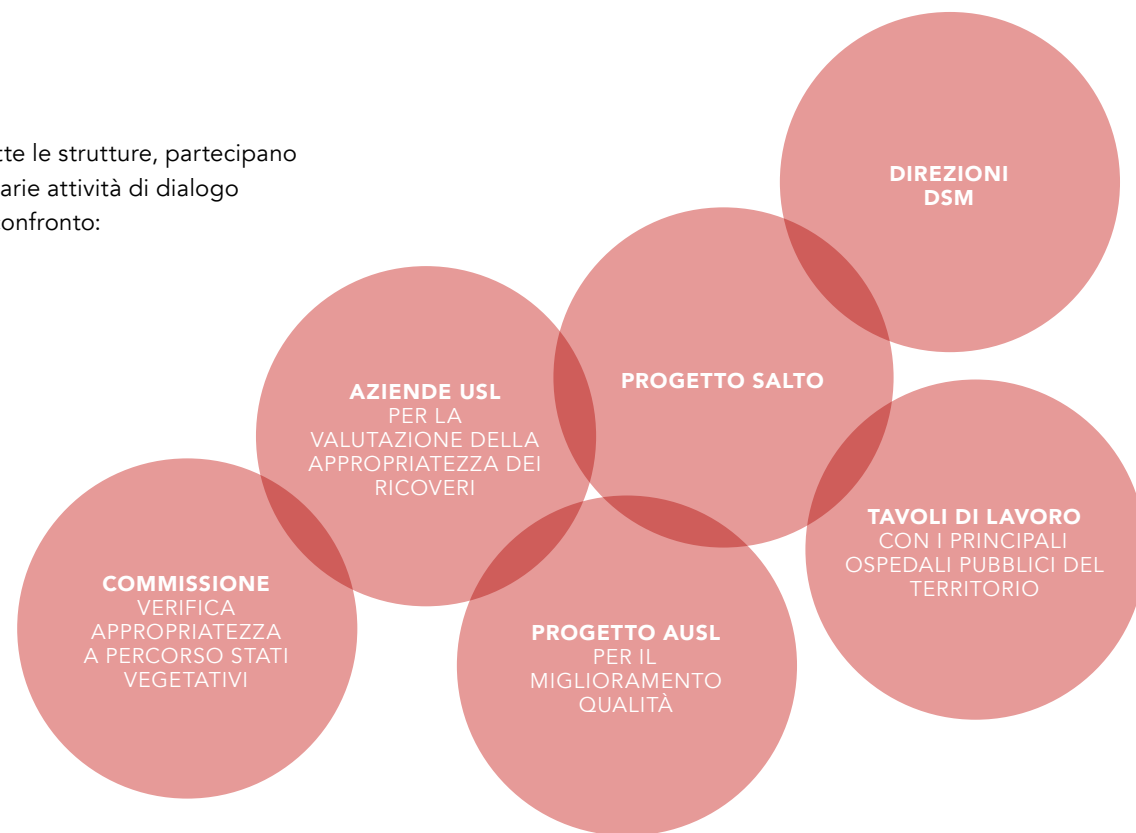 tte le strutture, partecipano
arie attività di dialogo
confronto:
DIREZIONI
DSM
PROGETTO SALTO
AZIENDE USL
PER LA
VALUTAZIONE DELLA
APPROPRIATEZZA DEI
RICOVERI
TAVOLI DI LAVORO
CON I PRINCIPALI
OSPEDALI PUBBLICI DEL
TERRITORIO
COMMISSIONE
VERIFICA
APPROPRIATEZZA
A PERCORSO STATI
VEGETATIVI
PROGETTO AUSL
PER IL
MIGLIORAMENTO
QUALITÀ